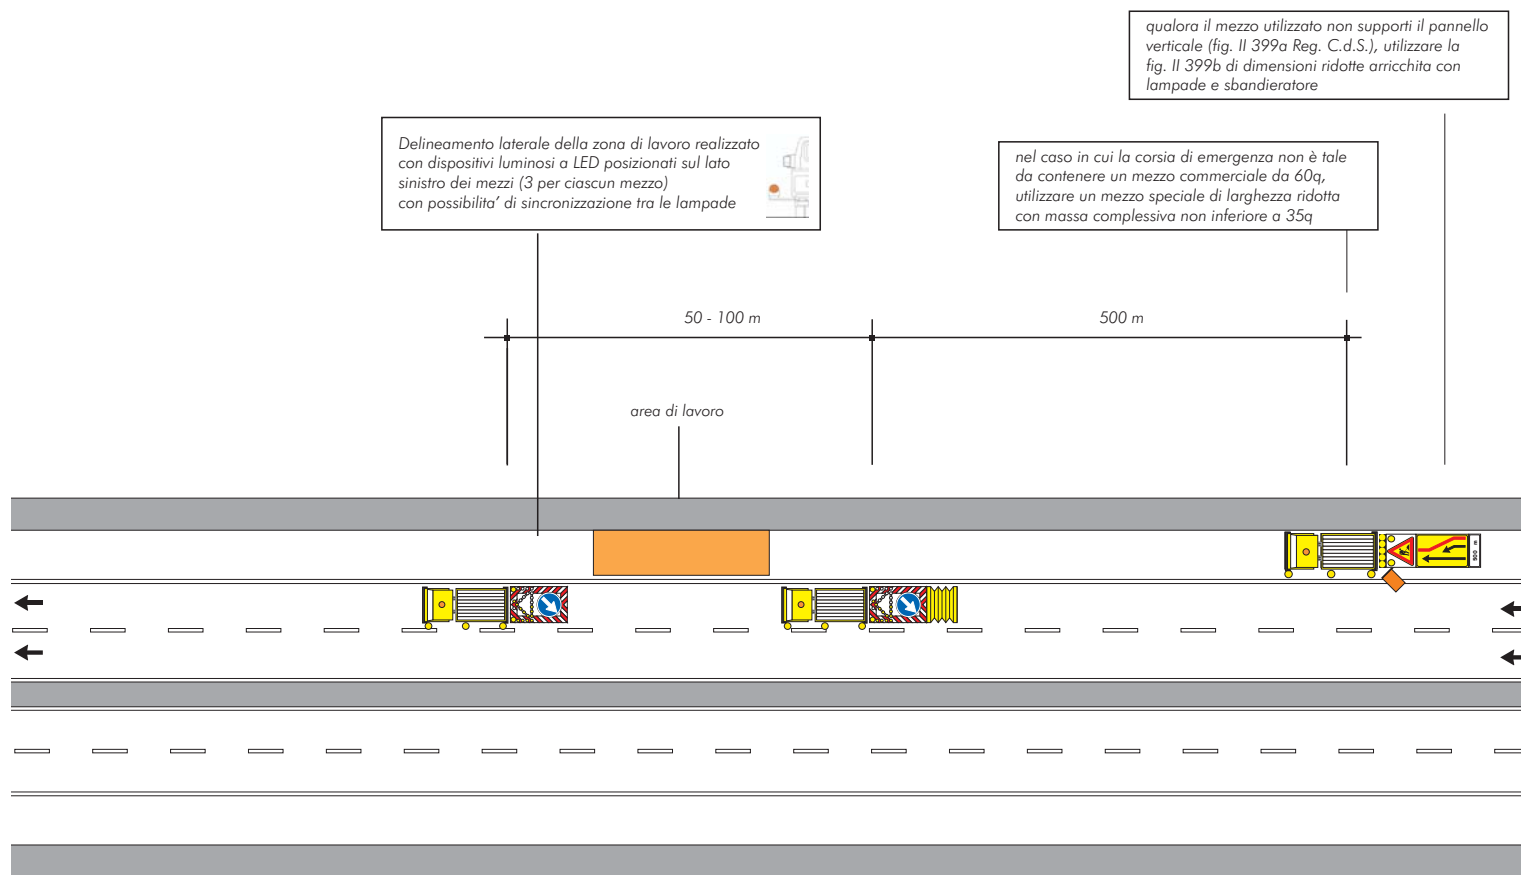 qualora il mezzo utilizzato non supporti il pannello
verticale (fig. II 399a Reg. C.d.S.), utilizzare la
fig. II 399b di dimensioni ridotte arricchita con
lampade e sbandieratore
Delineamento laterale della zona di lavoro realizzato
con dispositivi luminosi a LED posizionati sul lato
sinistro dei mezzi (3 per ciascun mezzo)
con possibilita’ di sincronizzazione tra le lampade
nel caso in cui la corsia di emergenza non è tale
da contenere un mezzo commerciale da 60q,
utilizzare un mezzo speciale di larghezza ridotta
con massa complessiva non inferiore a 35q
50 - 100 m
500 m
area di lavoro
500 m